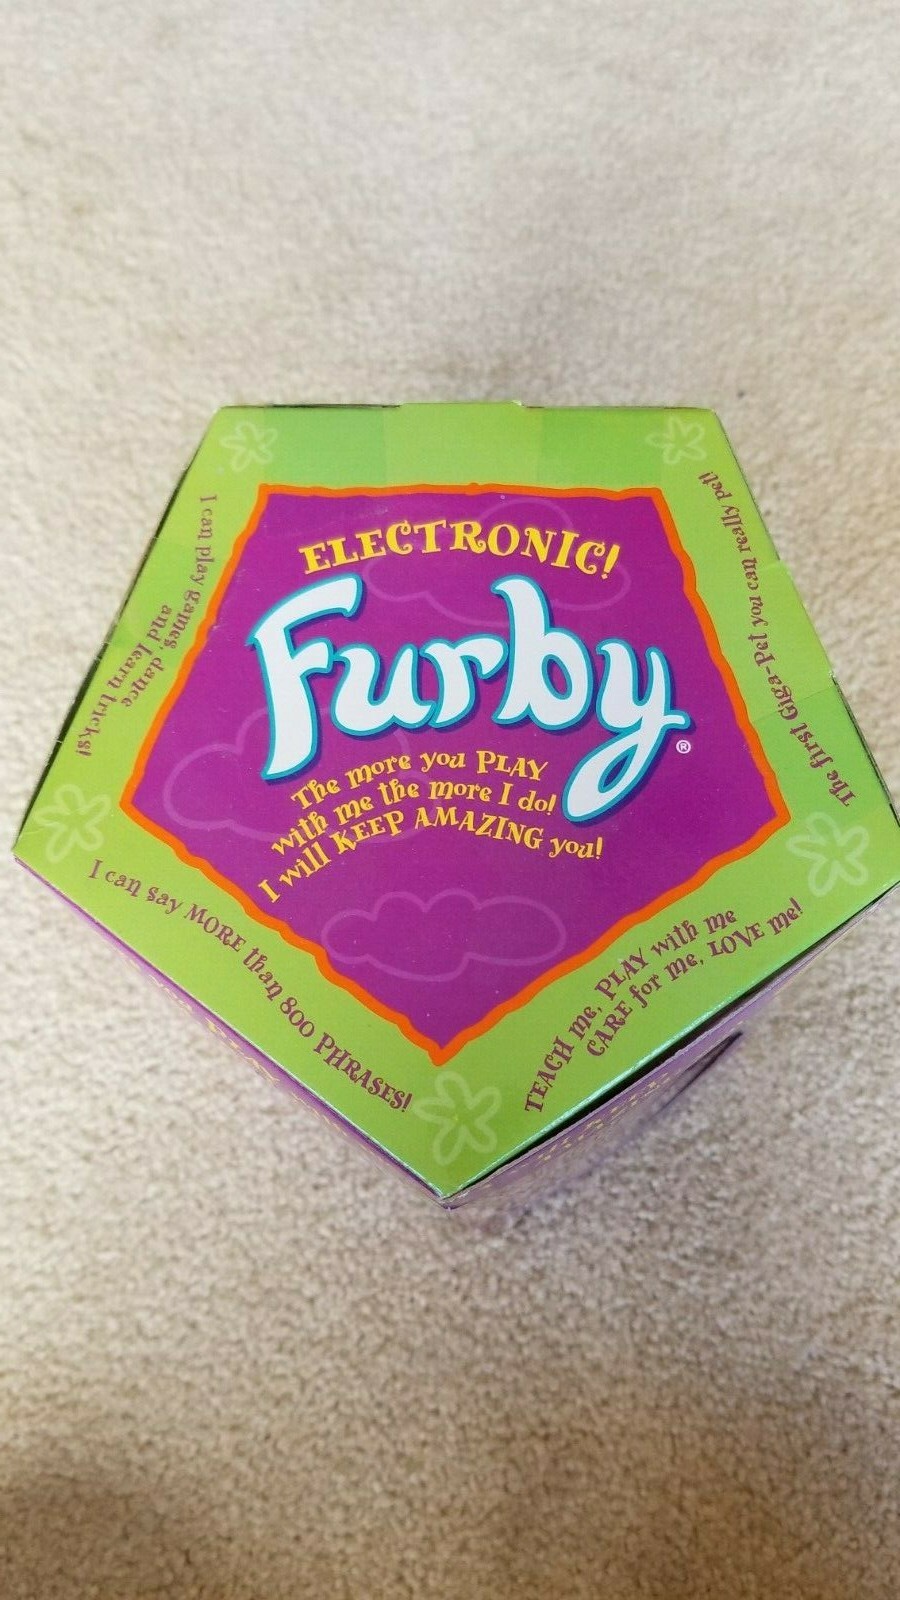 ELECTRONIC!
Furby®
The more you PLAY
with me the more I do!
I will KEEP AMAZING you!
I can play games, dance
and learn tricks!
The first Giga-Pet you can really pet!
I can say MORE than 800 PHRASES!
TEACH me, PLAY with me
CARE for me, LOVE me!